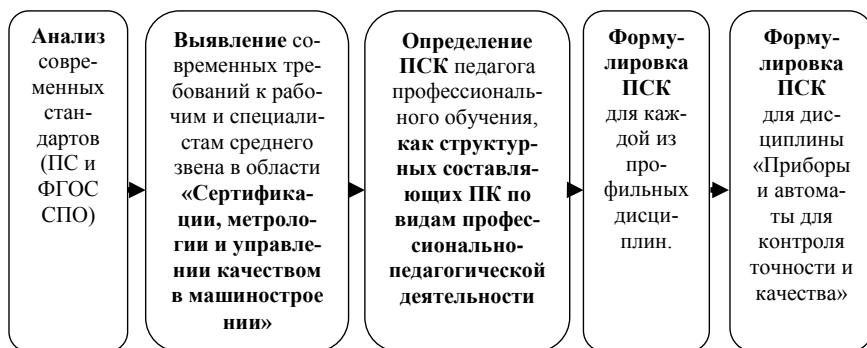 Анализ
совре-
менных
стан-
дартов
(ПС и
ФГОС
СПО)
Выявление со-
временных тре-
бований к рабо-
чим и специали-
стам среднего
звена в области
«Сертифика-
ции, метроло-
гии и управле-
нии качеством
в машинострое
нии»
Определение
ПСК педагога
профессиональ-
ного обучения,
как структур-
ных составля-
ющих ПК по
видам профес-
сионально-
педагогической
деятельности
Форму-
лировка
ПСК
для каж-
дой из
про-
фильных
дисци-
плин.
Форму-
лировка
ПСК
для дис-
циплины
«Приборы
и автома-
ты для
контроля
точности и
качества»